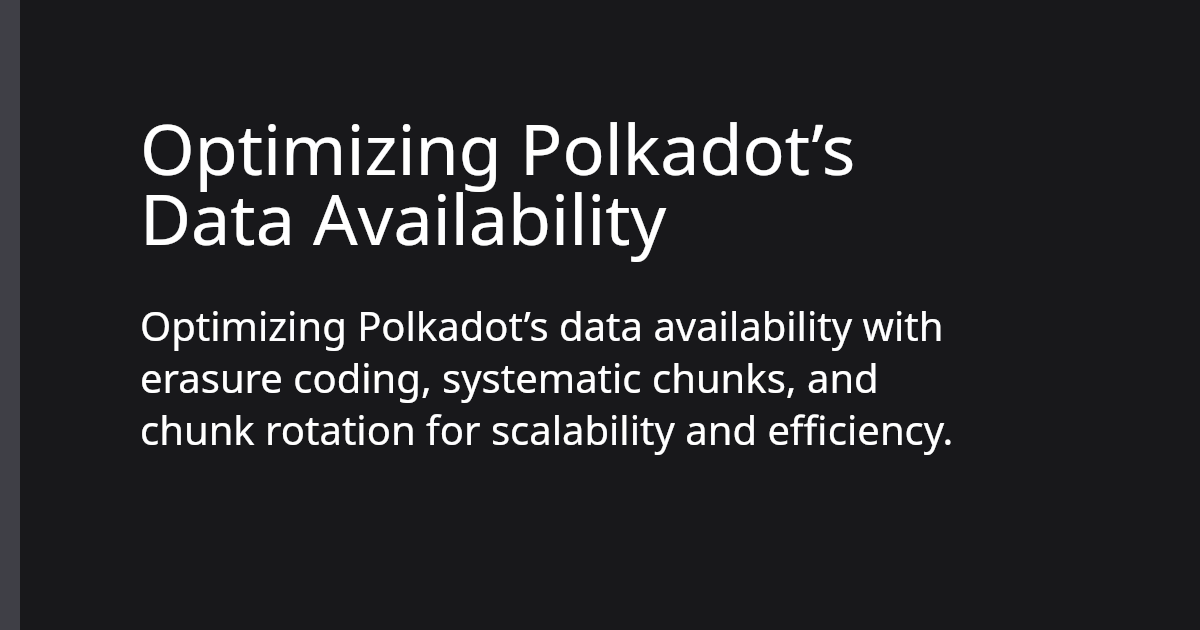 Optimizing Polkadot’s
Data Availability
Optimizing Polkadot’s data availability with
erasure coding, systematic chunks, and
chunk rotation for scalability and efficiency.